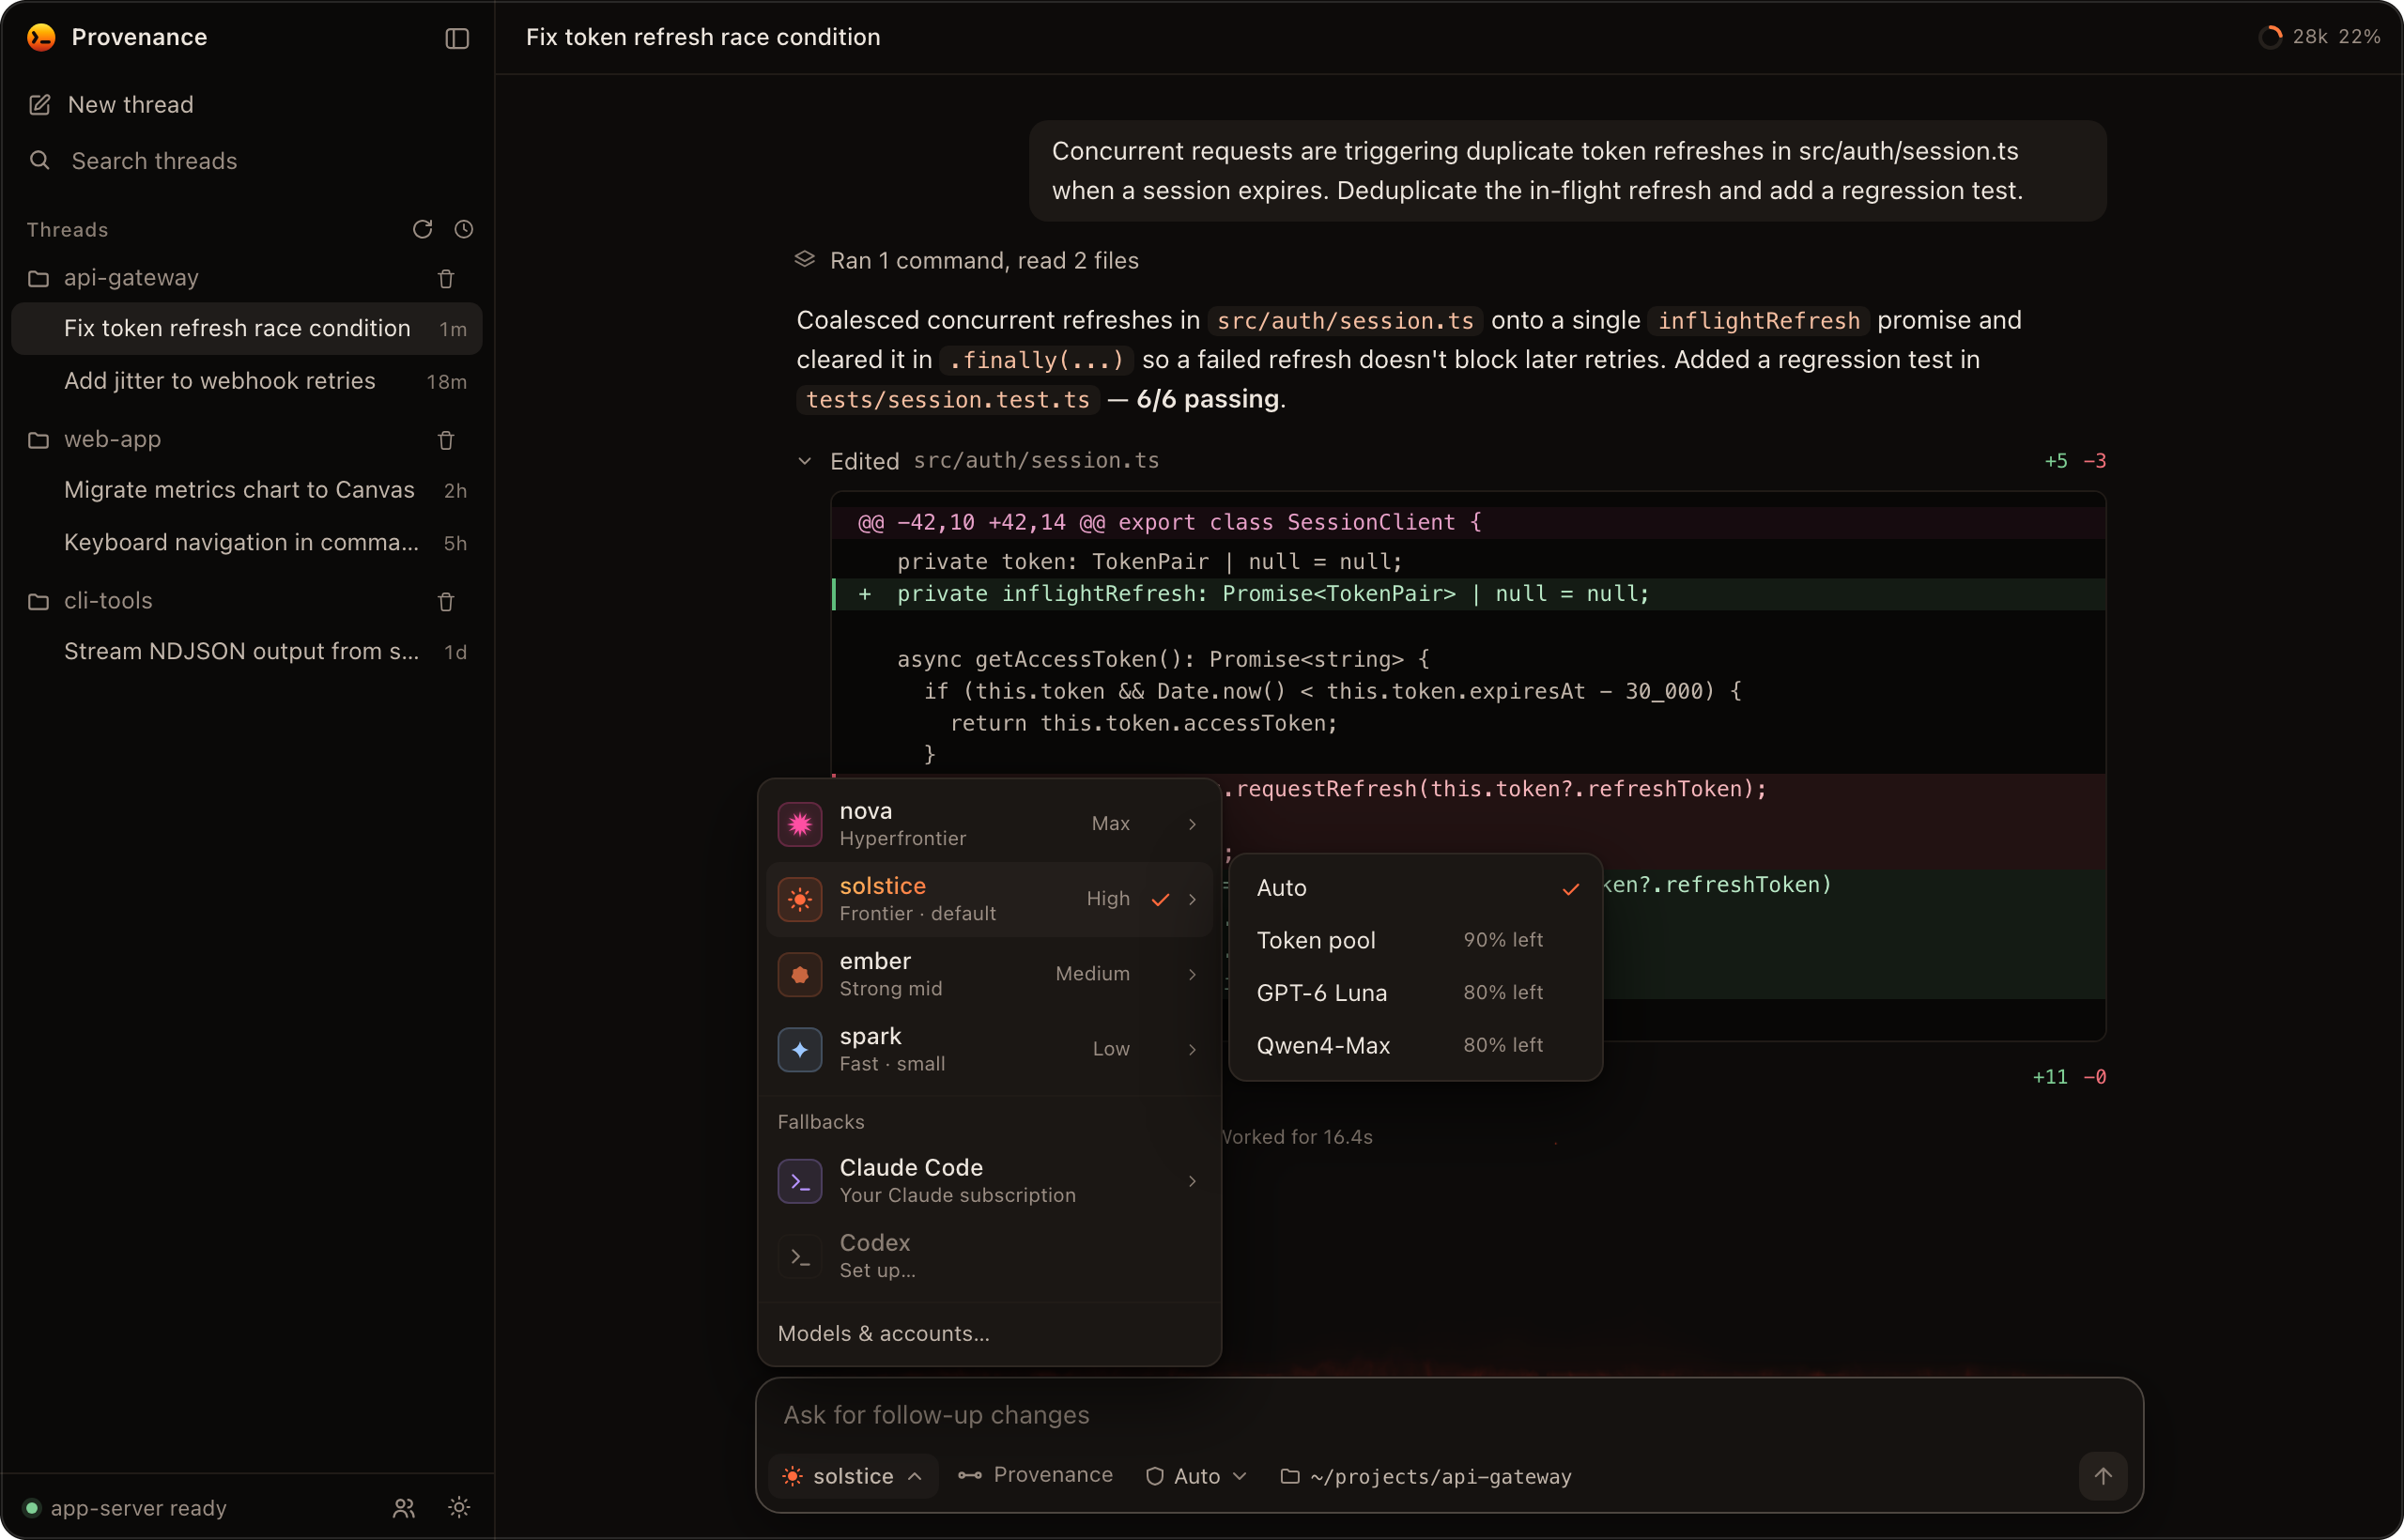 Provenance
New thread
Search threads
Threads
api-gateway
Fix token refresh race condition 1m
Add jitter to webhook retries 18m
web-app
Migrate metrics chart to Canvas 2h
Keyboard navigation in comma... 5h
cli-tools
Stream NDJSON output from s... 1d
app-server ready
Fix token refresh race condition
28k 22%
Concurrent requests are triggering duplicate token refreshes in src/auth/session.ts
when a session expires. Deduplicate the in-flight refresh and add a regression test.
Ran 1 command, read 2 files
Coalesced concurrent refreshes in src/auth/session.ts onto a single inflightRefresh promise and
cleared it in .finally(...) so a failed refresh doesn't block later retries. Added a regression test in
tests/session.test.ts — 6/6 passing.
Edited src/auth/session.ts +5 −3
@@ −42,10 +42,14 @@ export class SessionClient {
private token: TokenPair | null = null;
+ private inflightRefresh: Promise<TokenPair> | null = null;
async getAccessToken(): Promise<string> {
if (this.token && Date.now() < this.token.expiresAt − 30_000) {
return this.token.accessToken;
}
.requestRefresh(this.token?.refreshToken);
;
ken?.refreshToken)
+11 −0
Worked for 16.4s
nova
Hyperfrontier
Max
solstice
Frontier · default
High
ember
Strong mid
Medium
spark
Fast · small
Low
Fallbacks
Claude Code
Your Claude subscription
Codex
Set up...
Models & accounts...
Auto
Token pool 90% left
GPT-6 Luna 80% left
Qwen4-Max 80% left
Ask for follow-up changes
solstice Provenance Auto ~/projects/api-gateway